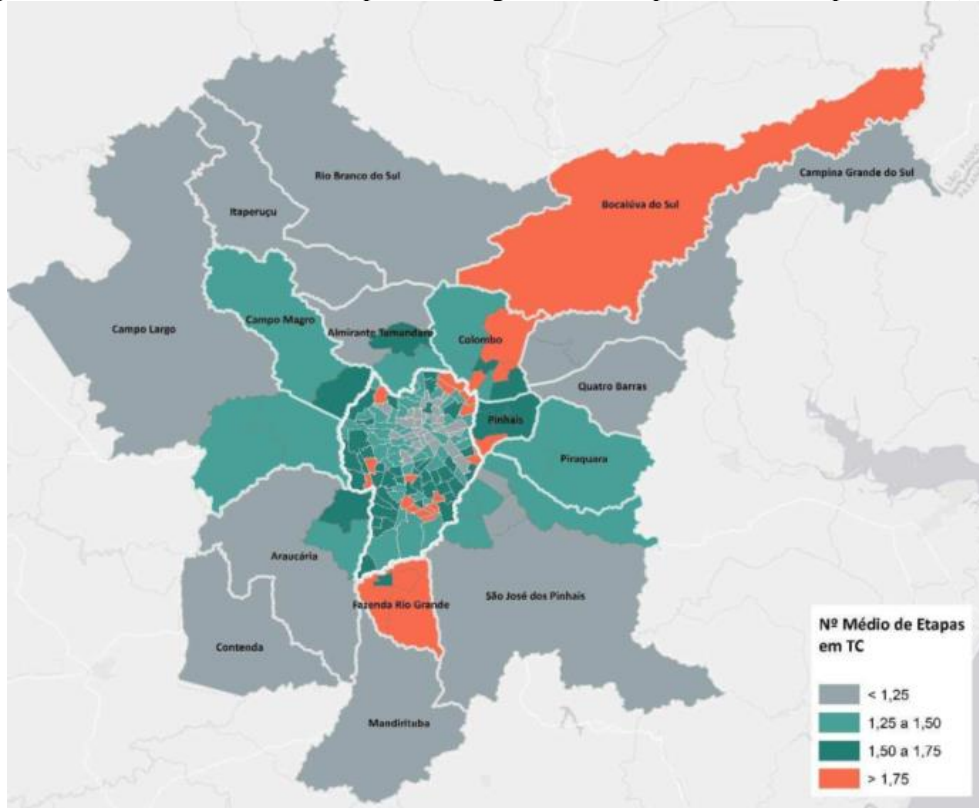 Rio Branco do Sul
Campina Grande do Sul
Bocaiúva do Sul
Itaperuçu
Campo Largo
Campo Magro
Almirante Tamandaré
Colombo
Quatro Barras
Pinhais
Piraquara
Araucária
Fazenda Rio Grande
São José dos Pinhais
Contenda
Mandirituba
Nº Médio de Etapas
em TC
< 1,25
1,25 a 1,50
1,50 a 1,75
> 1,75